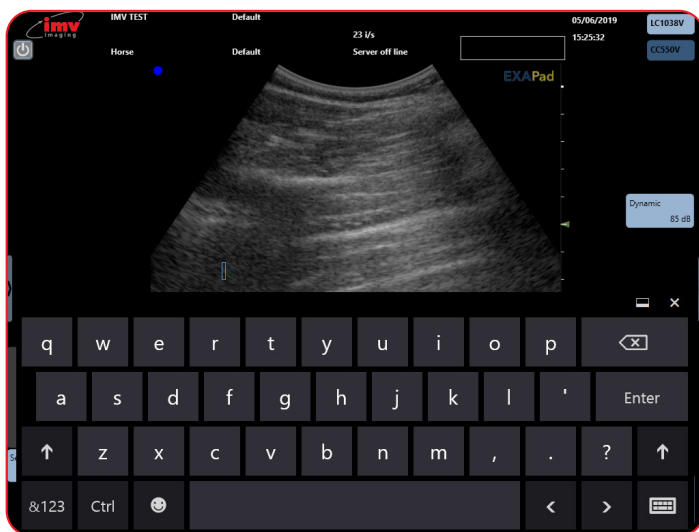 imv
imaging
IMV TEST
Default
23 i/s
05/06/2019
LC1038V
Horse
Default
Server off line
15:25:32
CC550V
EXAPad
Dynamic
85 dB
q w e r t y u i o p
a s d f g h j k l ' Enter
z x c v b n m , . ?
&123 Ctrl < >